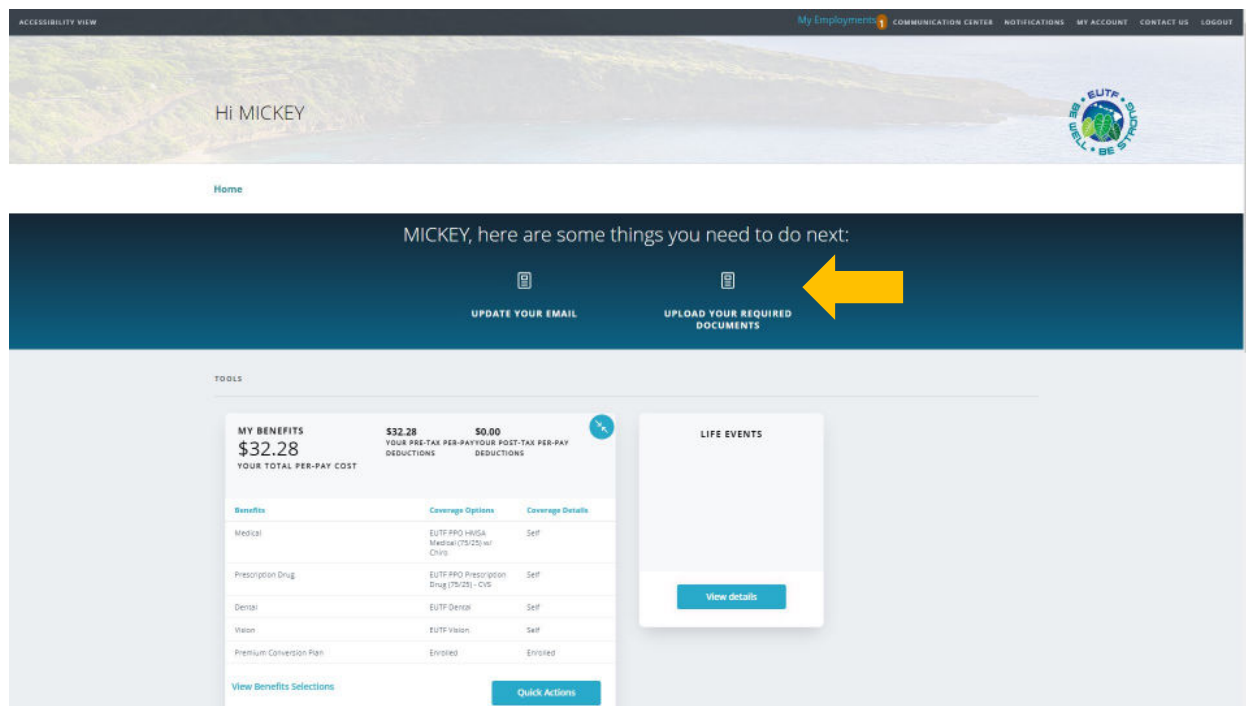 ACCESSIBILITY VIEW
My Employments 1 COMMUNICATION CENTER NOTIFICATIONS MY ACCOUNT CONTACT US LOGOUT
Hi MICKEY
EUTF • BE STRONG • BE WELL •
Home
MICKEY, here are some things you need to do next:
UPDATE YOUR EMAIL
UPLOAD YOUR REQUIRED
DOCUMENTS
TOOLS
MY BENEFITS
$32.28
YOUR TOTAL PER-PAY COST
$32.28
YOUR PRE-TAX PER-PAY
DEDUCTIONS
$0.00
YOUR POST-TAX PER-PAY
DEDUCTIONS
Benefits Coverage Options Coverage Details
Medical EUTF PPO HMSA Self
Medical (75/25) w/
Chiro
Prescription Drug EUTF PPO Prescription Self
Drug (75/25) - CVS
Dental EUTF Dental Self
Vision EUTF Vision Self
Premium Conversion Plan Enrolled Enrolled
View Benefits Selections
Quick Actions
LIFE EVENTS
View details